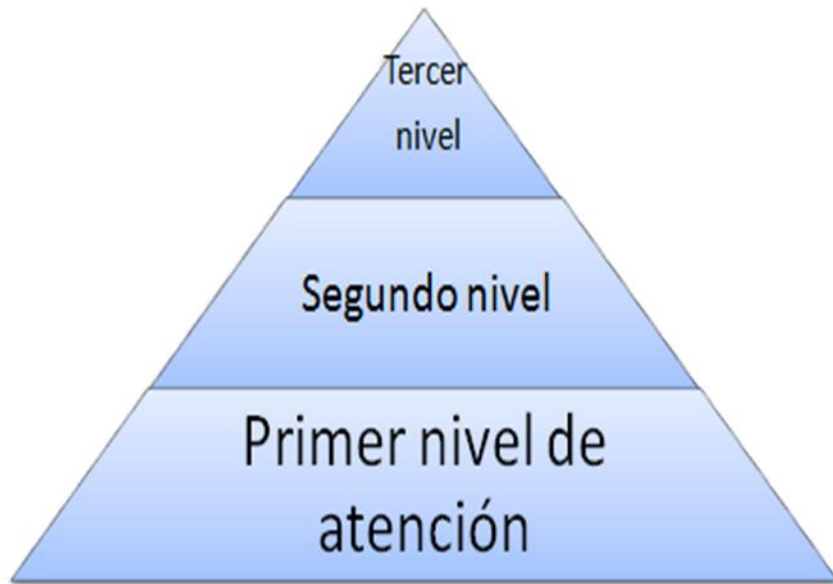 Tercer
nivel
Segundo nivel
Primer nivel de
atención